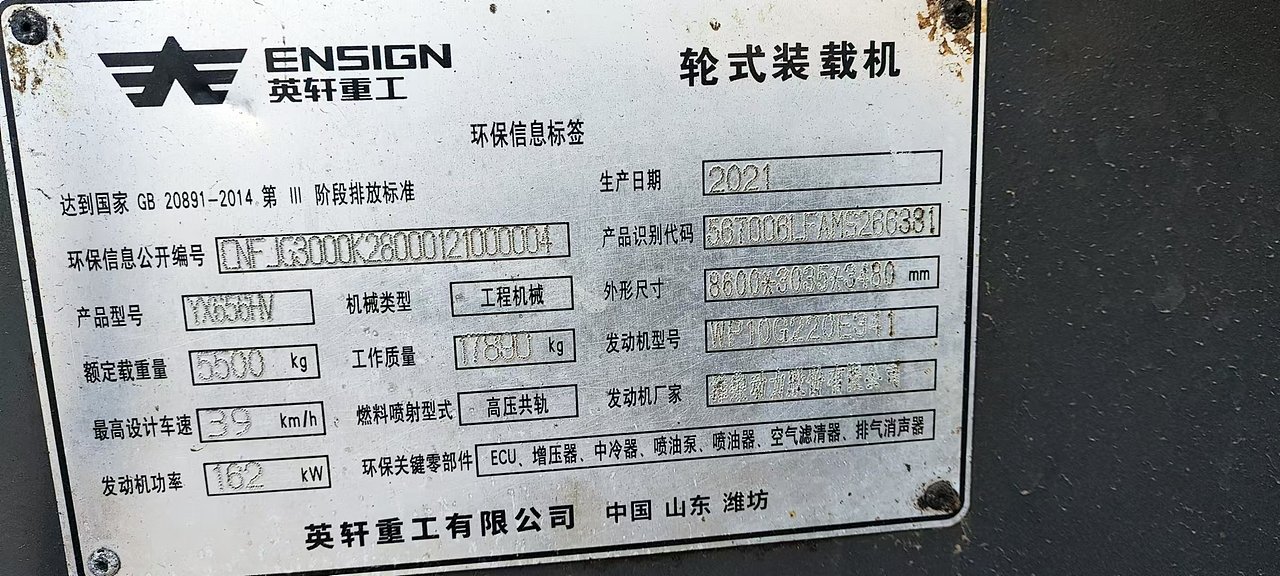 ENSIGN
英轩重工
轮式装载机
环保信息标签
达到国家 GB 20891-2014 第 III 阶段排放标准
生产日期 2021
环保信息公开编号 CNFJG3000K28000121000004
产品识别代码
产品型号 YX656HV
机械类型 工程机械
外形尺寸 8600*3035*3480 mm
额定载重量 5500 kg
工作质量 17890 kg
发动机型号 WP10G220E341
最高设计车速 39 km/h
燃料喷射型式 高压共轨
发动机厂家
发动机功率 162 kW
环保关键零部件 ECU、增压器、中冷器、喷油泵、喷油器、空气滤清器、排气消声器
英轩重工有限公司 中国 山东 潍坊